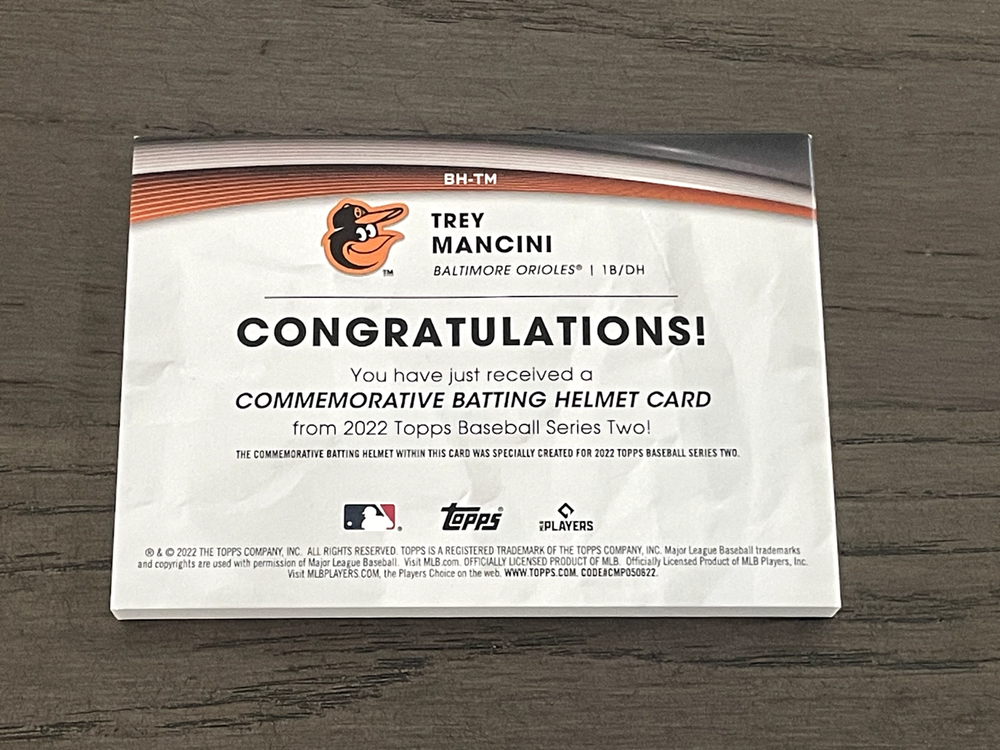 BH-TM
TREY
MANCINI
BALTIMORE ORIOLES® | 1B/DH
TM
CONGRATULATIONS!
You have just received a
COMMEMORATIVE BATTING HELMET CARD
from 2022 Topps Baseball Series Two!
THE COMMEMORATIVE BATTING HELMET WITHIN THIS CARD WAS SPECIALLY CREATED FOR 2022 TOPPS BASEBALL SERIES TWO.
topps® MLB PLAYERS
® & © 2022 THE TOPPS COMPANY, INC. ALL RIGHTS RESERVED. TOPPS IS A REGISTERED TRADEMARK OF THE TOPPS COMPANY, INC. Major League Baseball trademarks
and copyrights are used with permission of Major League Baseball. Visit MLB.com. OFFICIALLY LICENSED PRODUCT OF MLB. Officially Licensed Product of MLB Players, Inc.
Visit MLBPLAYERS.COM, the Players Choice on the web. WWW.TOPPS.COM. CODE#CMP050622.